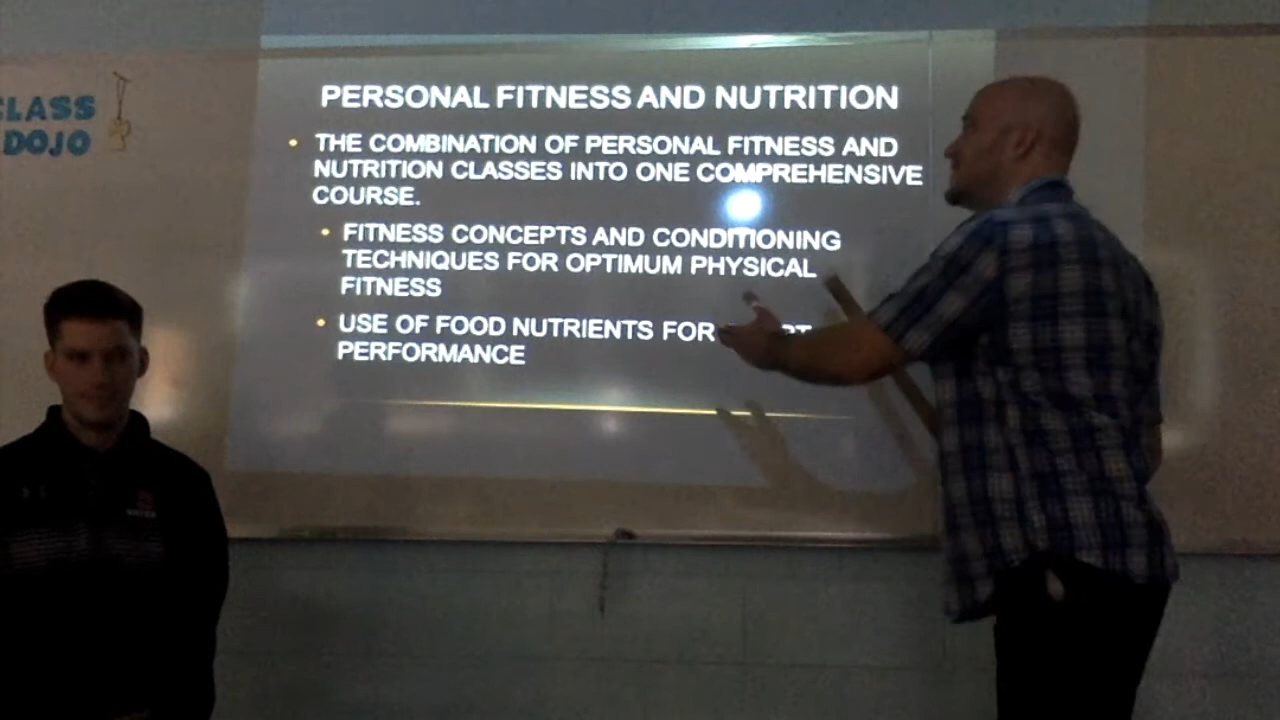 CLASS
DOJO
PERSONAL FITNESS AND NUTRITION
THE COMBINATION OF PERSONAL FITNESS AND
NUTRITION CLASSES INTO ONE COMPREHENSIVE
COURSE.
FITNESS CONCEPTS AND CONDITIONING
TECHNIQUES FOR OPTIMUM PHYSICAL
FITNESS
USE OF FOOD NUTRIENTS FOR
PERFORMANCE